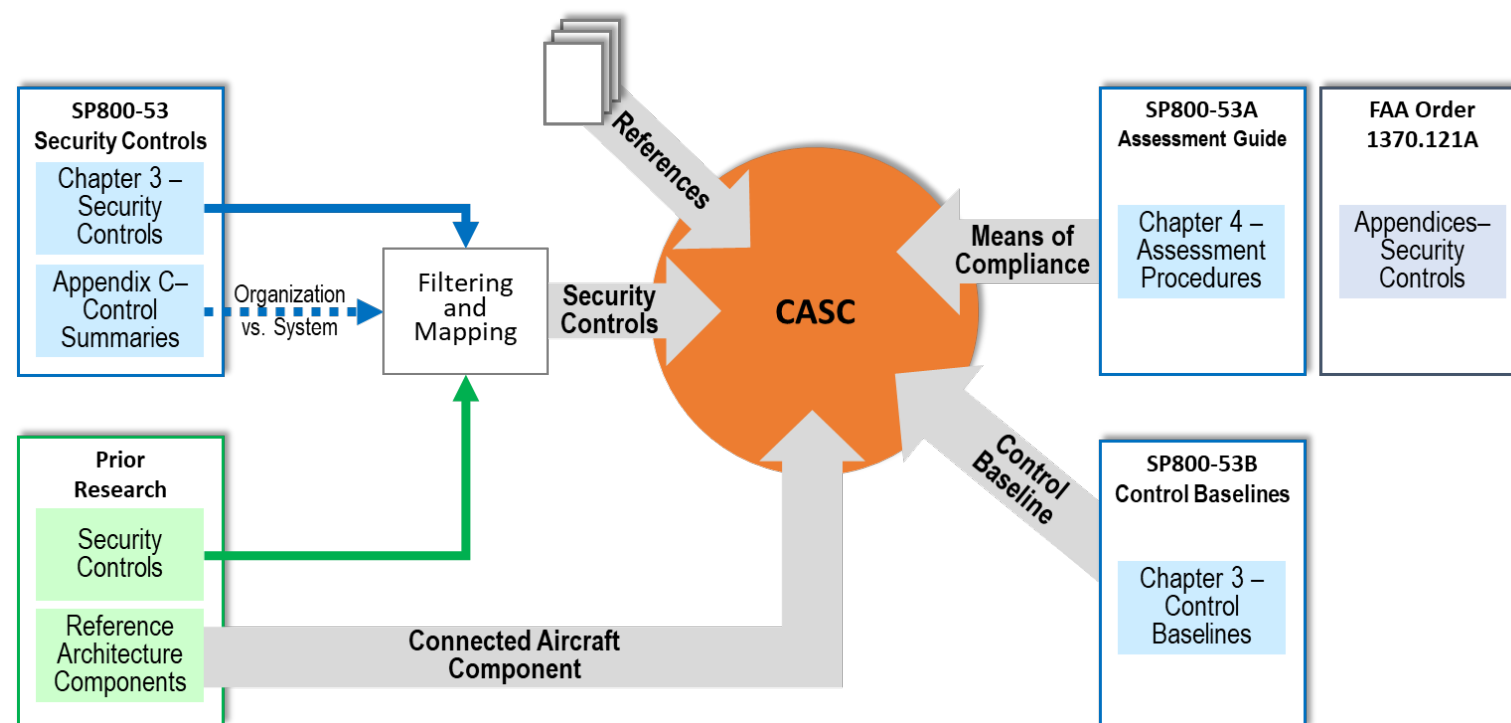 SP800-53
Security Controls
Chapter 3 –
Security
Controls
Appendix C–
Control
Summaries
Organization
vs. System
Filtering
and
Mapping
Security
Controls
References
CASC
Means of
Compliance
SP800-53A
Assessment Guide
Chapter 4 –
Assessment
Procedures
FAA Order
1370.121A
Appendices–
Security
Controls
Prior
Research
Security
Controls
Reference
Architecture
Components
Connected Aircraft
Component
Control
Baseline
SP800-53B
Control Baselines
Chapter 3 –
Control
Baselines